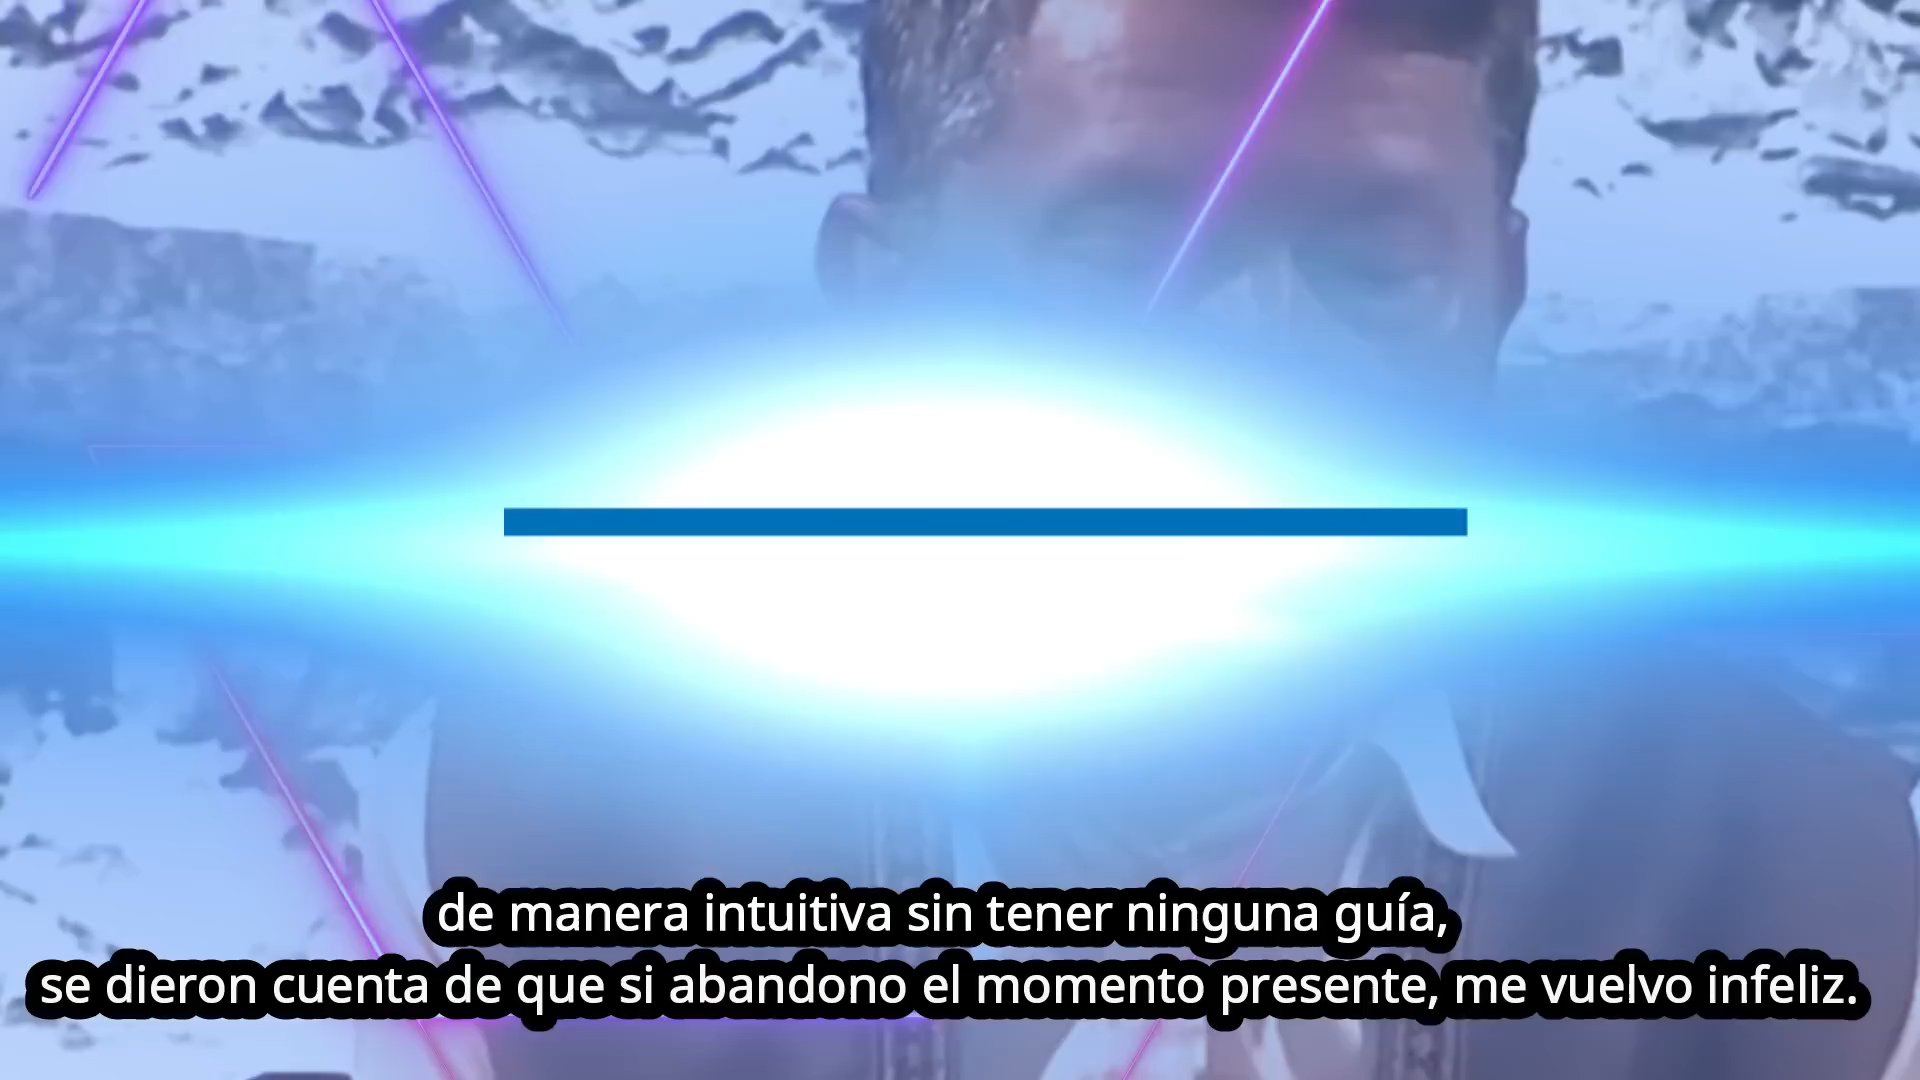 de manera intuitiva sin tener ninguna guía,
se dieron cuenta de que si abandono el momento presente, me vuelvo infeliz.